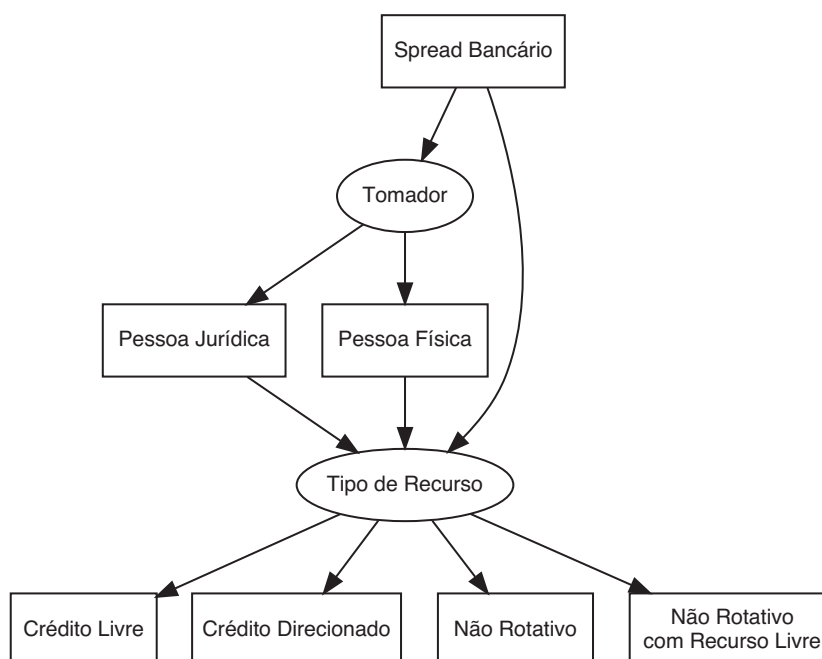 Spread Bancário
Tomador
Pessoa Jurídica
Pessoa Física
Tipo de Recurso
Crédito Livre
Crédito Direcionado
Não Rotativo
Não Rotativo
com Recurso Livre